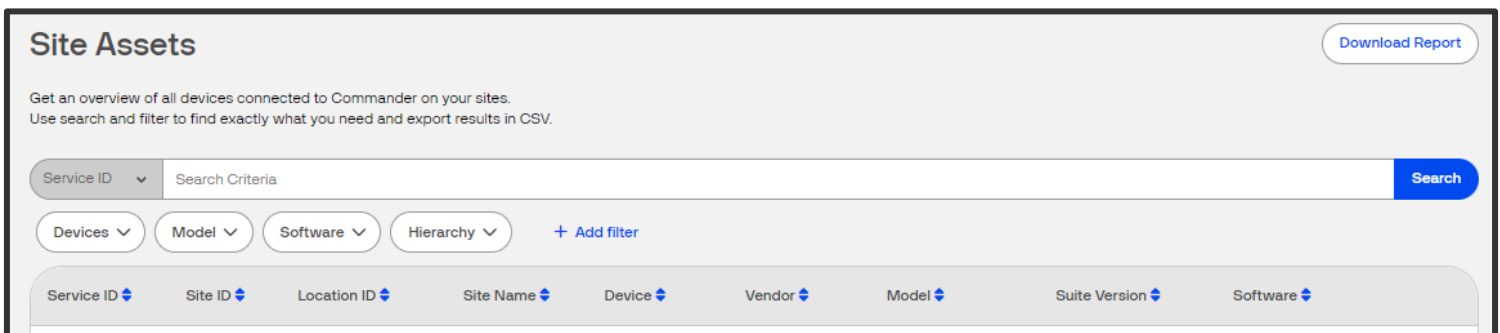 Site Assets
Download Report
Get an overview of all devices connected to Commander on your sites.
Use search and filter to find exactly what you need and export results in CSV.
Service ID Search Criteria Search
Devices Model Software Hierarchy + Add filter
Service ID Site ID Location ID Site Name Device Vendor Model Suite Version Software